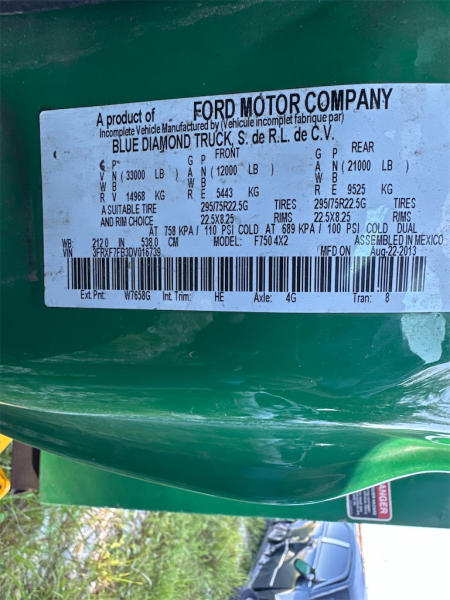 A product of FORD MOTOR COMPANY
Incomplete Vehicle Manufactured by (Vehicule incomplet fabrique par)
BLUE DIAMOND TRUCK, S. de R.L. de C.V.
G P FRONT G P REAR
V N ( 33000 LB ) A N ( 12000 LB ) A N ( 21000 LB )
W B W B
R V 14968 KG R E 5443 KG R E 9525 KG
A SUITABLE TIRE 295/75R22.5G TIRES 295/75R22.5G TIRES
AND RIM CHOICE 22.5X8.25 RIMS 22.5X8.25 RIMS
AT 758 KPA / 110 PSI COLD AT 689 KPA / 100 PSI COLD DUAL
WB: 212.0 IN 538.0 CM MODEL: F750 4X2 ASSEMBLED IN MEXICO
VIN 3FRXF7FB3DV016739 MFD ON Aug-22-2013
Ext. Pnt: W7658G Int. Trim: HE Axle: 4G Tran: 8
DANGER